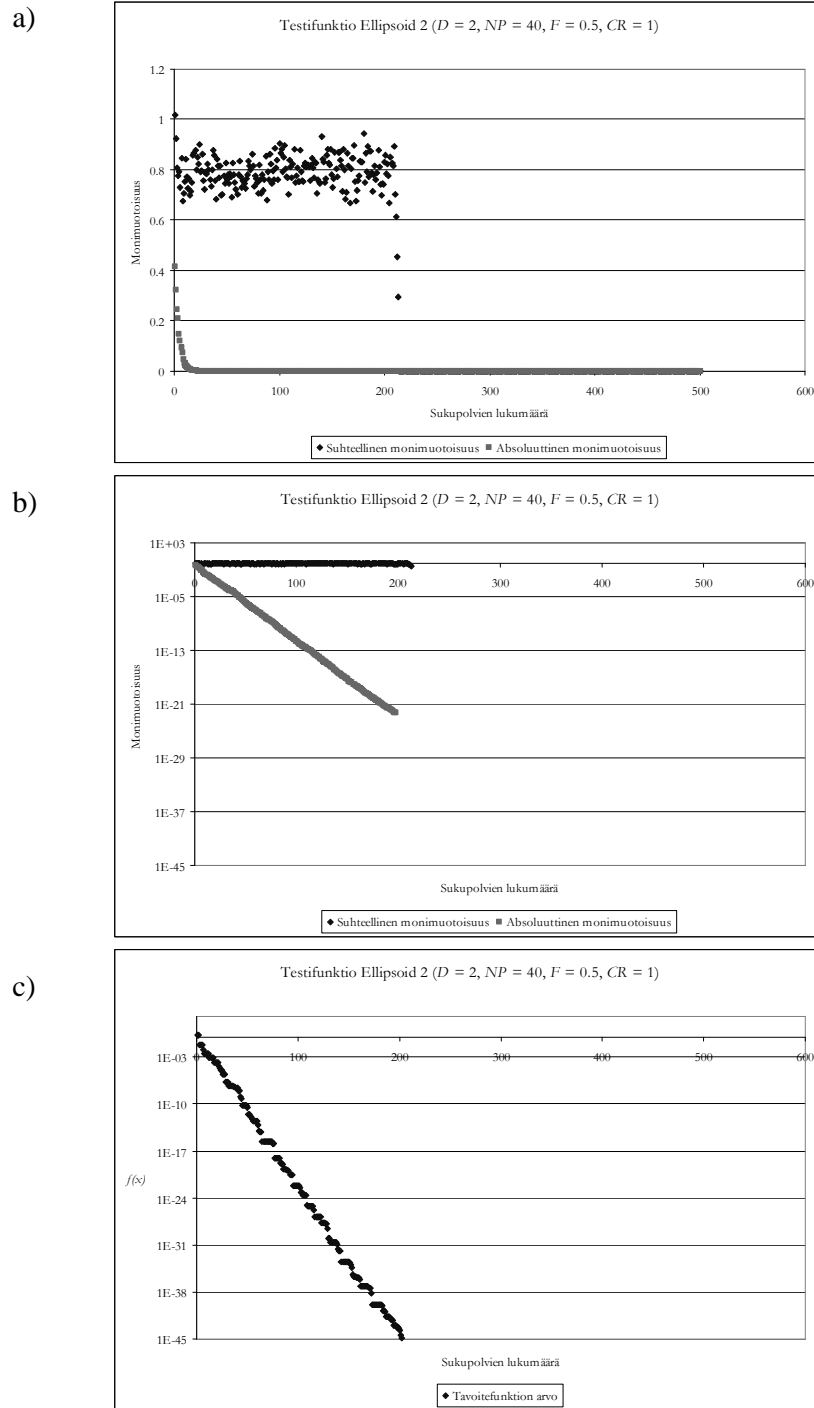 a)
Testifunktio Ellipsoid 2 (D = 2, NP = 40, F = 0.5, CR = 1)
1.2
1
0.8
0.6
0.4
0.2
0
Monimuotoisuus
0 100 200 300 400 500 600
Sukupolvien lukumäärä
Suhteellinen monimuotoisuus Absoluuttinen monimuotoisuus
b)
Testifunktio Ellipsoid 2 (D = 2, NP = 40, F = 0.5, CR = 1)
1E+03
0 100 200 300 400 500 600
1E-05
1E-13
1E-21
1E-29
1E-37
1E-45
Monimuotoisuus
Sukupolvien lukumäärä
Suhteellinen monimuotoisuus Absoluuttinen monimuotoisuus
c)
Testifunktio Ellipsoid 2 (D = 2, NP = 40, F = 0.5, CR = 1)
1E-03
0 100 200 300 400 500 600
1E-10
1E-17
f(x)
1E-24
1E-31
1E-38
1E-45
Sukupolvien lukumäärä
Tavoitefunktion arvo